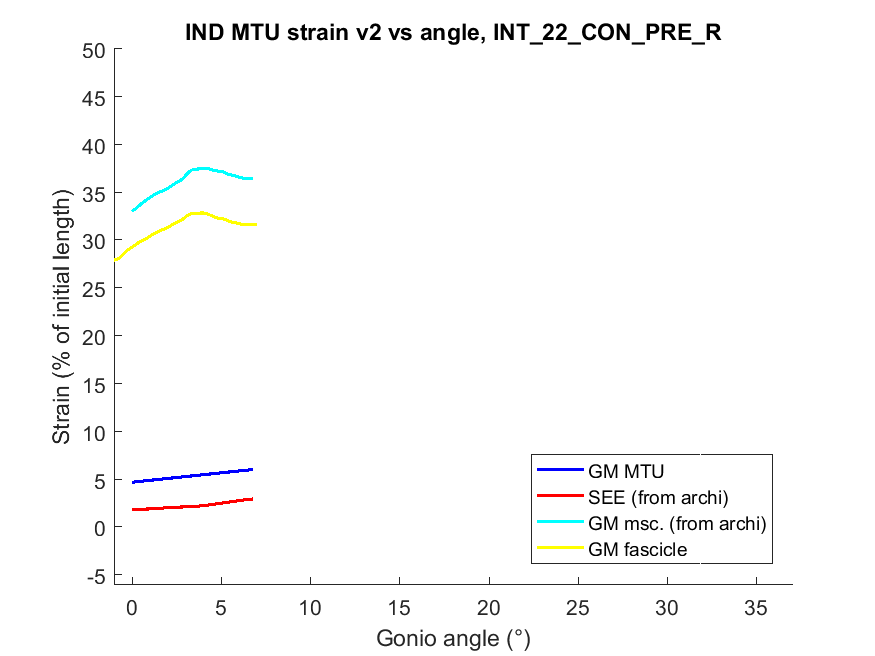 IND MTU strain v2 vs angle, INT_22_CON_PRE_R
50
45
40
35
30
25
20
15
10
5
0
-5
Strain (% of initial length)
0 5 10 15 20 25 30 35
Gonio angle (°)
GM MTU
SEE (from archi)
GM msc. (from archi)
GM fascicle